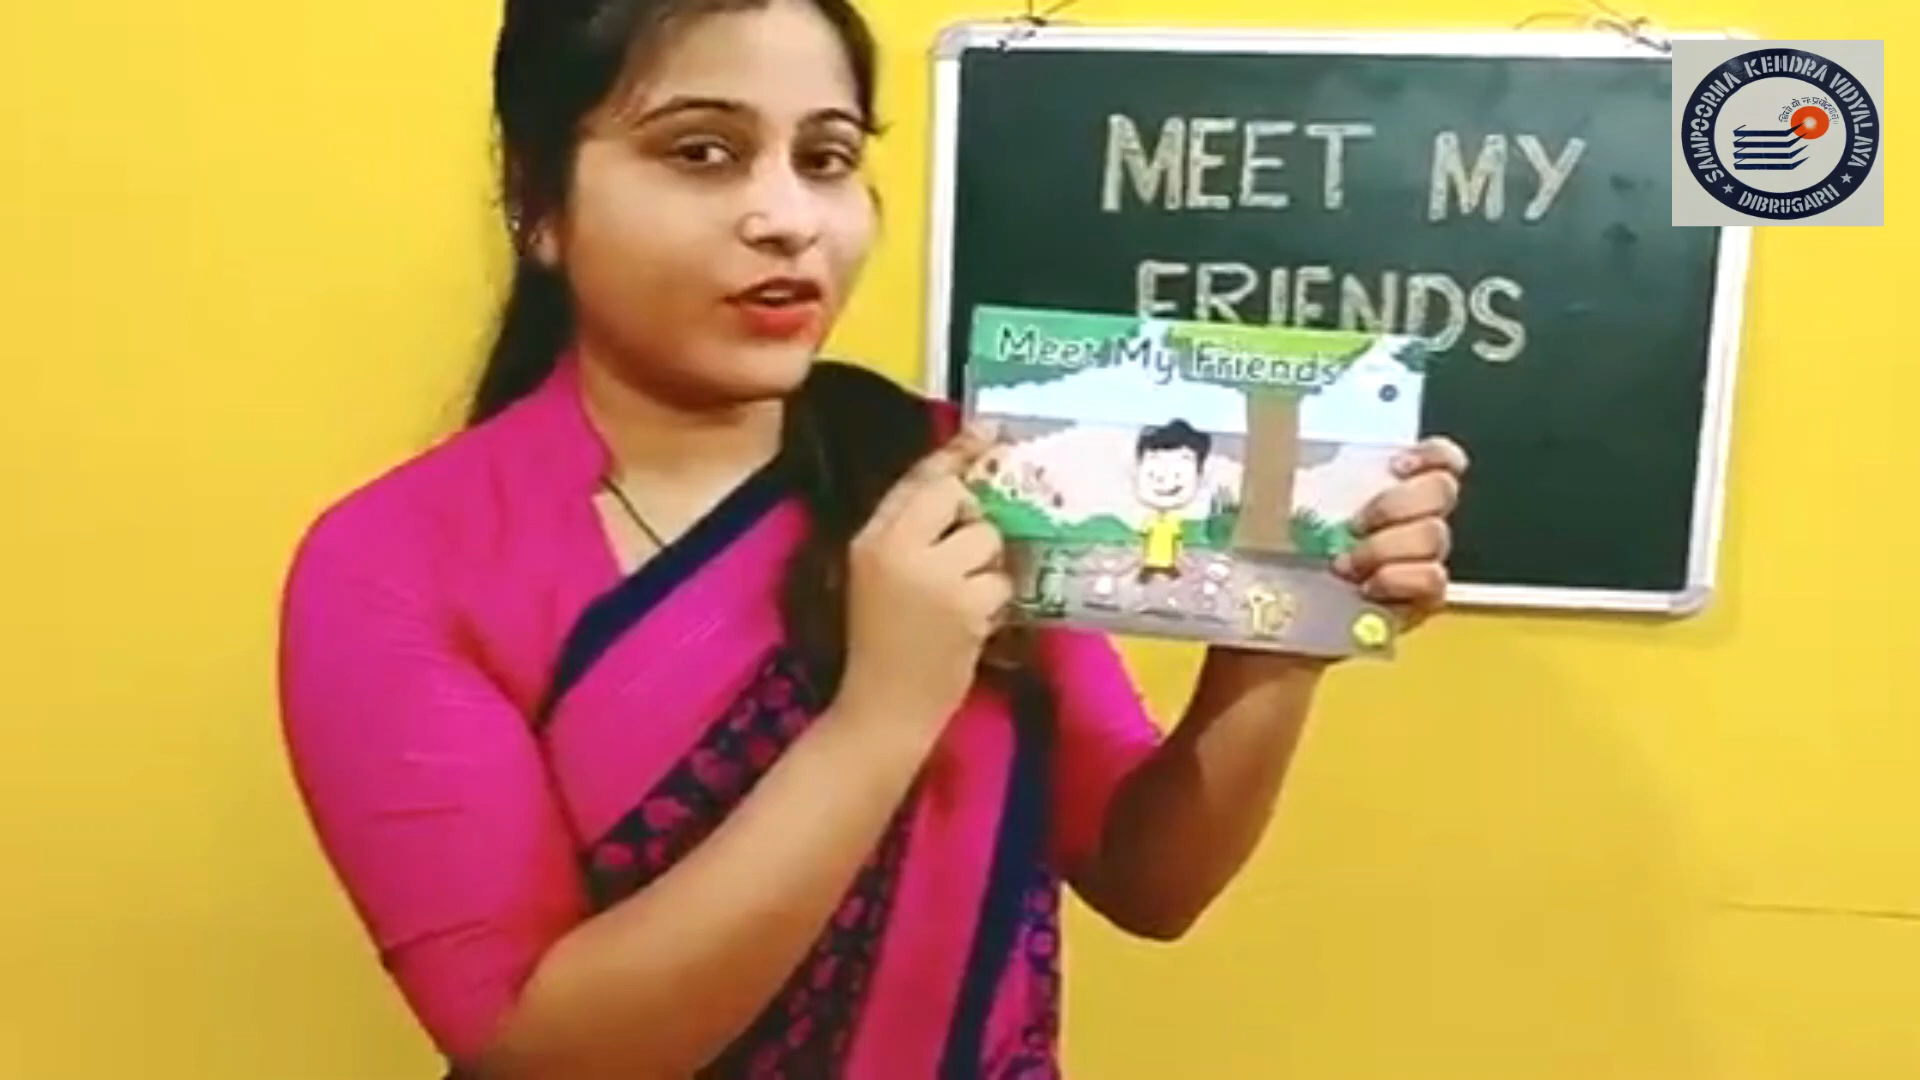 MEET MY
FRIENDS
Meet My Friends
SAMPOORNA KENDRA VIDYALAYA
★ DIBRUGARH ★